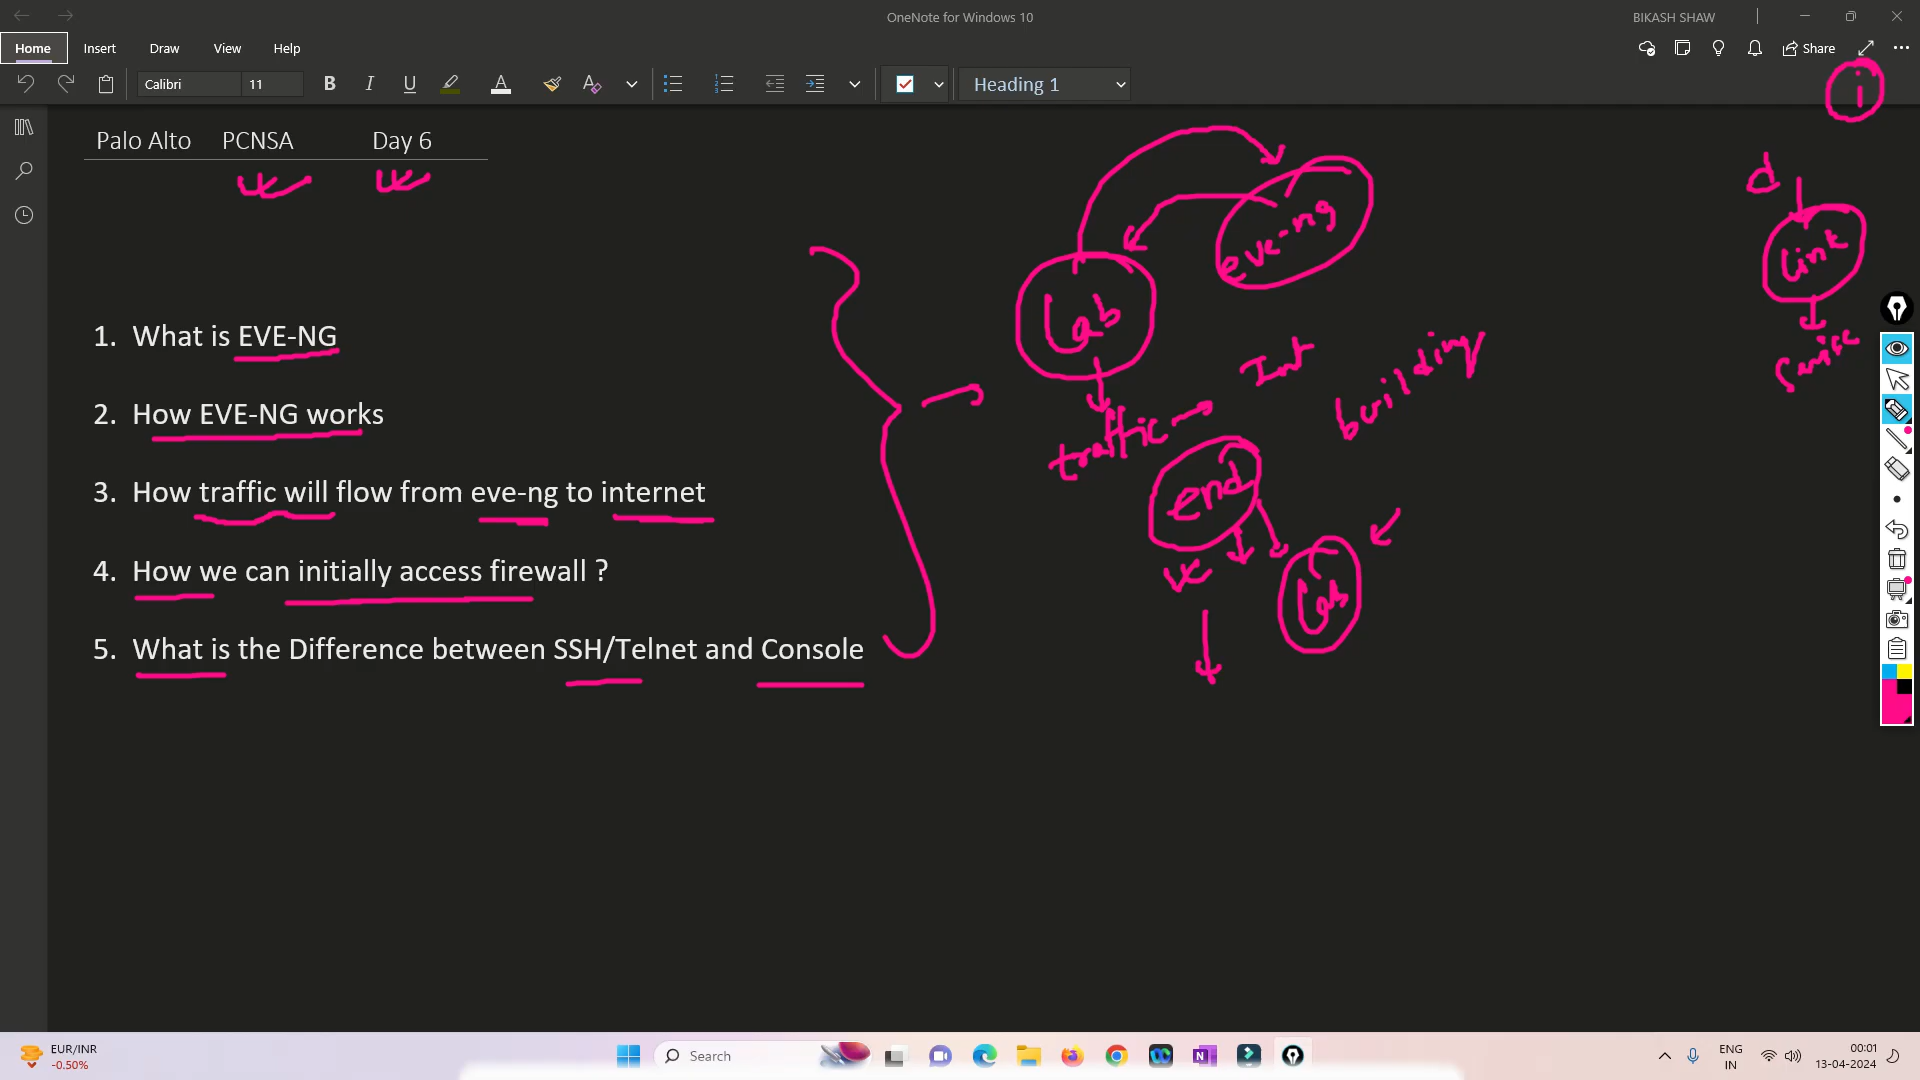 OneNote for Windows 10
BIKASH SHAW
Home Insert Draw View Help
Share
Calibri 11 B I U A A Heading 1
i
Palo Alto PCNSA Day 6
d
eve-ng
Link
Lab
1. What is EVE-NG
Int
building
2. How EVE-NG works
traffic
3. How traffic will flow from eve-ng to internet
end
4. How we can initially access firewall ?
Lab
5. What is the Difference between SSH/Telnet and Console
EUR/INR
-0.50%
Search
ENG
IN
00:01
13-04-2024